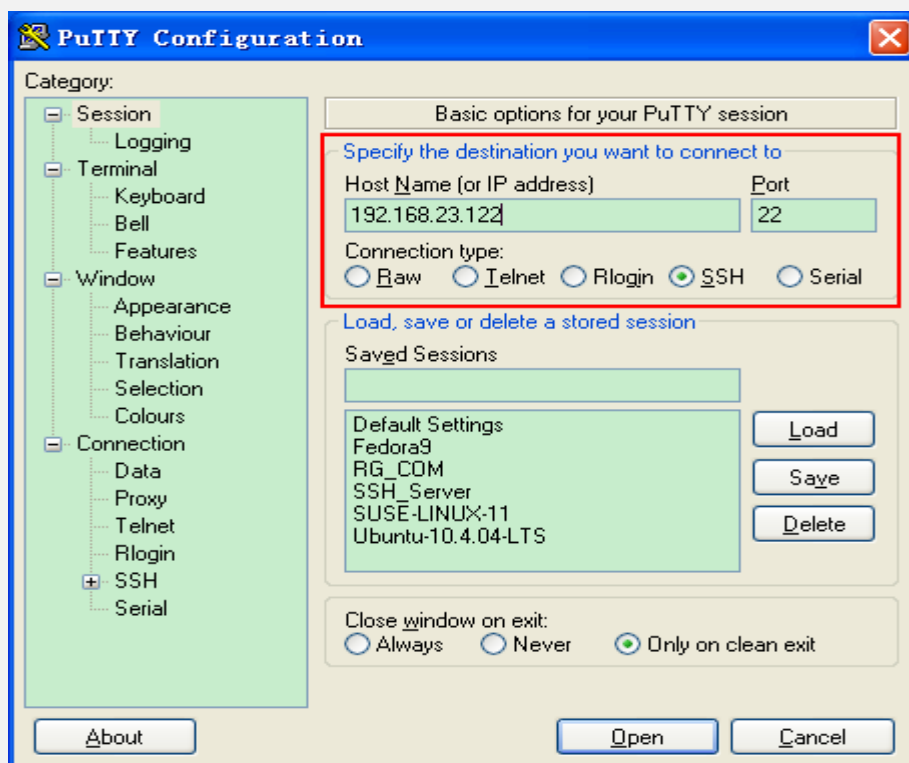 PuTTY Configuration
Category:
Session
Logging
Terminal
Keyboard
Bell
Features
Window
Appearance
Behaviour
Translation
Selection
Colours
Connection
Data
Proxy
Telnet
Rlogin
SSH
Serial
Basic options for your PuTTY session
Specify the destination you want to connect to
Host Name (or IP address) Port
192.168.23.122 22
Connection type:
Raw Telnet Rlogin SSH Serial
Load, save or delete a stored session
Saved Sessions
Default Settings
Fedora9
RG_COM
SSH_Server
SUSE-LINUX-11
Ubuntu-10.4.04-LTS
Load
Save
Delete
Close window on exit:
Always Never Only on clean exit
About Open Cancel